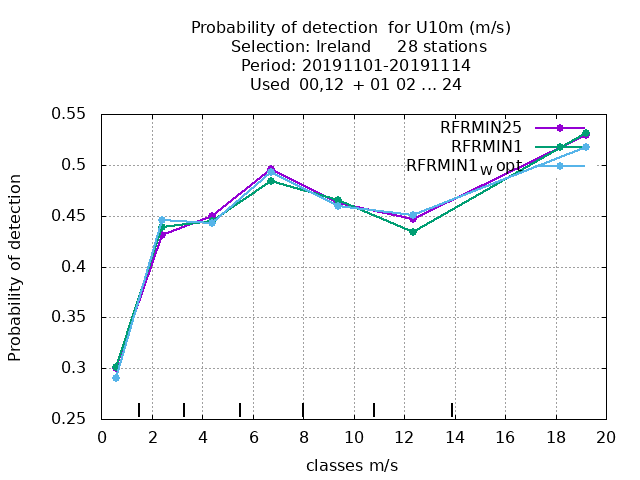 Probability of detection  for U10m (m/s)
Selection: Ireland     28 stations
Period: 20191101-20191114
Used  00,12  + 01 02 ... 24
RFRMIN25
RFRMIN1
RFRMIN1W opt
0.55
0.5
0.45
0.4
0.35
0.3
0.25
Probability of detection
0 2 4 6 8 10 12 14 16 18 20
classes m/s